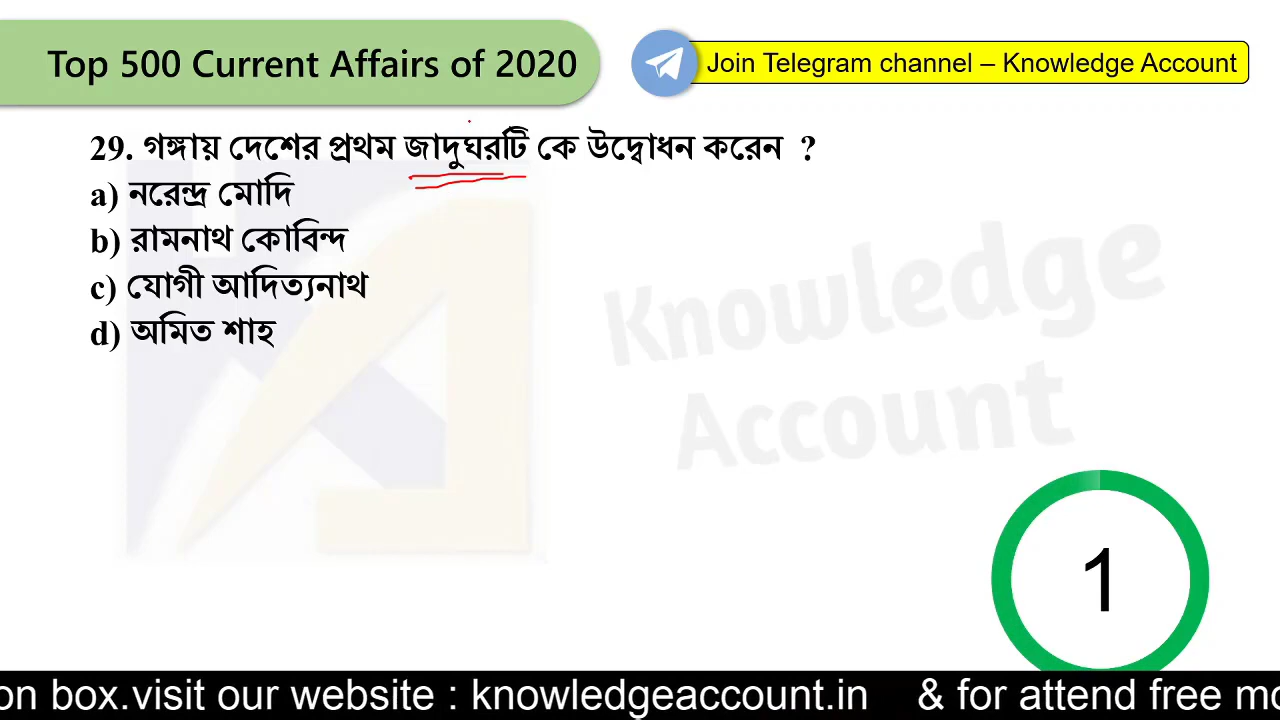 Top 500 Current Affairs of 2020
Join Telegram channel – Knowledge Account
29. গঙ্গায় দেশের প্রথম জাদুঘরটি কে উদ্বোধন করেন ?
a) নরেন্দ্র মোদি
b) রামনাথ কোবিন্দ
c) যোগী আদিত্যনাথ
d) অমিত শাহ
Knowledge
Account
1
on box.visit our website : knowledgeaccount.in & for attend free mo